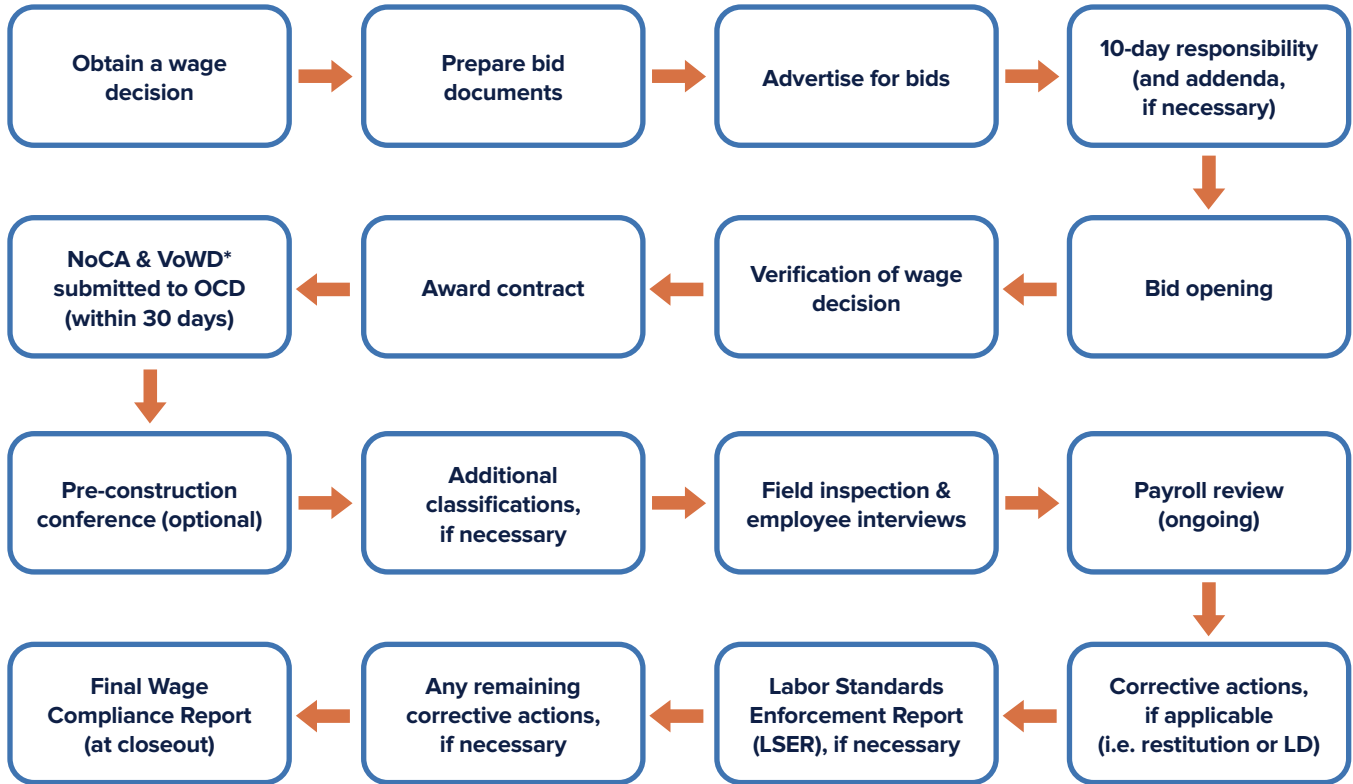 Obtain a wage
decision
Prepare bid
documents
Advertise for bids
10-day responsibility
(and addenda,
if necessary)
Bid opening
Verification of wage
decision
Award contract
NoCA & VoWD*
submitted to OCD
(within 30 days)
Pre-construction
conference (optional)
Additional
classifications,
if necessary
Field inspection &
employee interviews
Payroll review
(ongoing)
Corrective actions,
if applicable
(i.e. restitution or LD)
Labor Standards
Enforcement Report
(LSER), if necessary
Any remaining
corrective actions,
if necessary
Final Wage
Compliance Report
(at closeout)